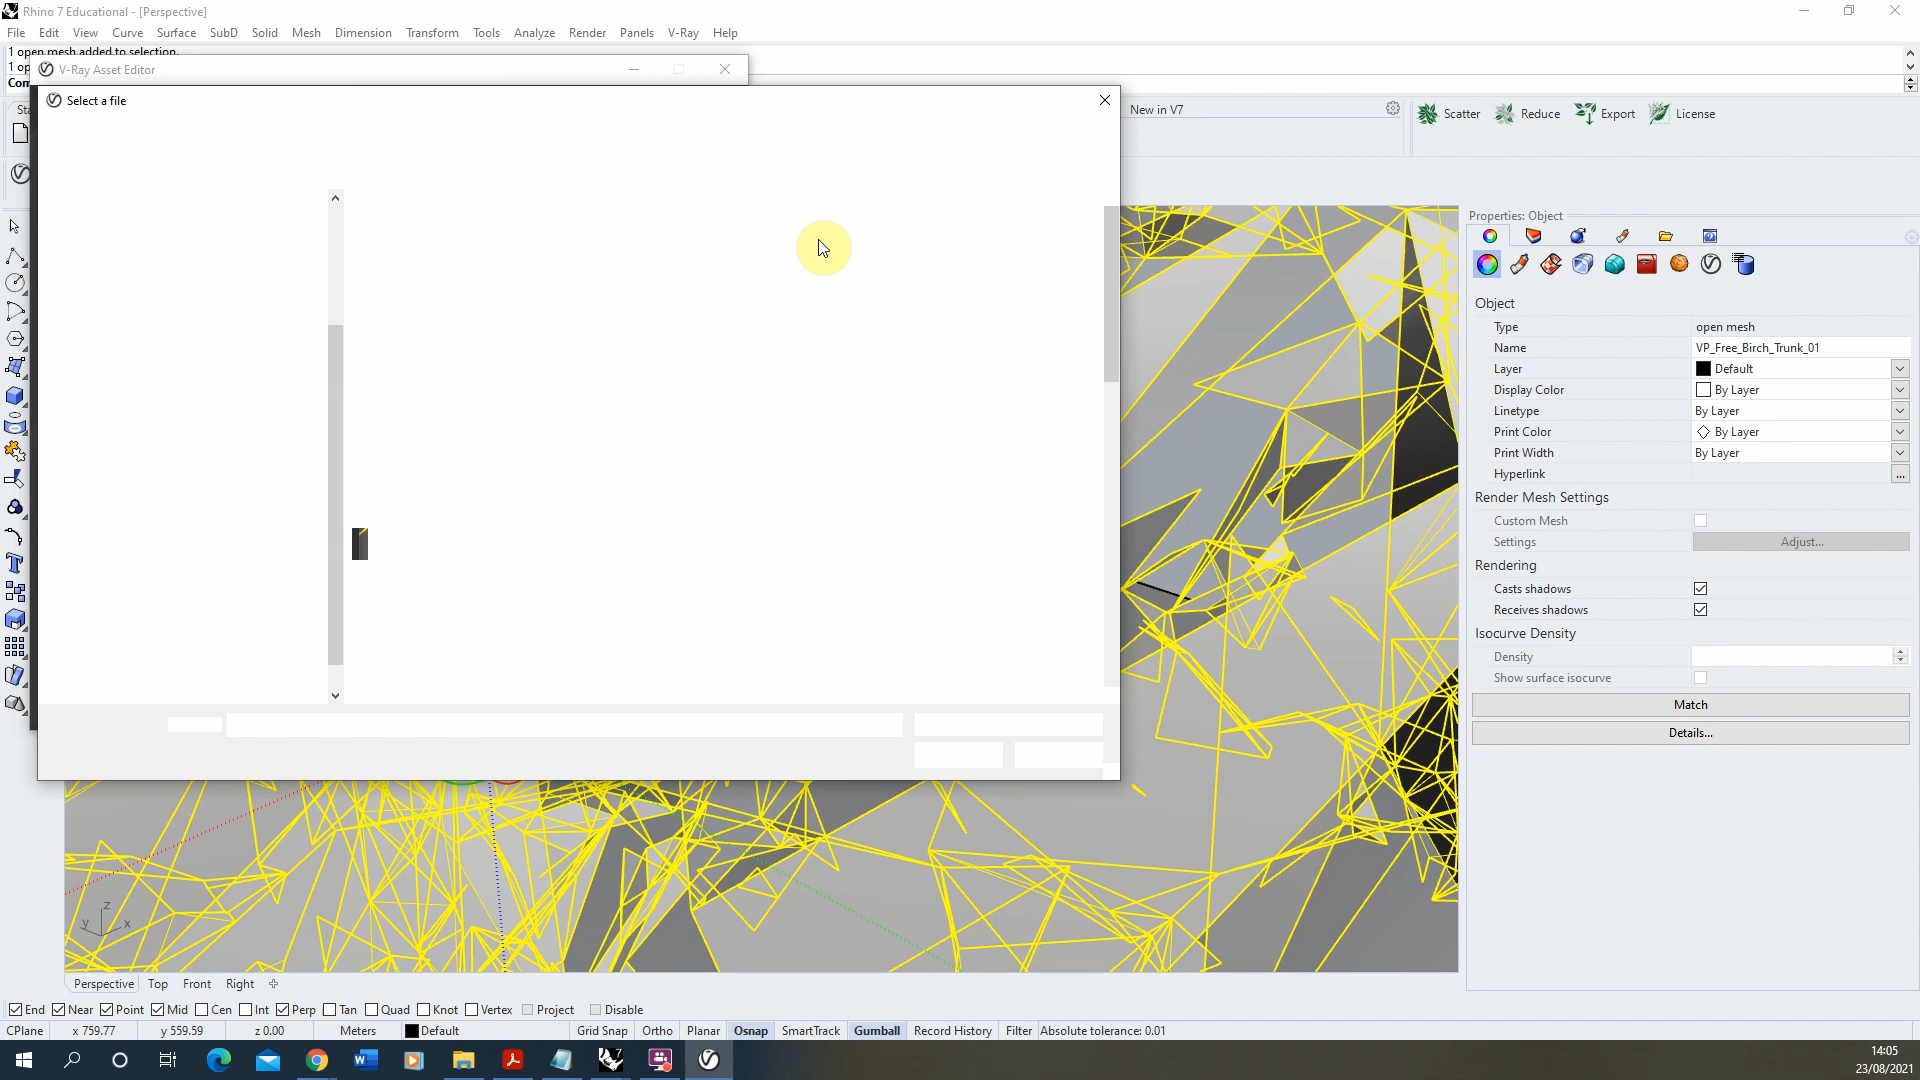 Rhino 7 Educational - [Perspective]
File Edit View Curve Surface SubD Solid Mesh Dimension Transform Tools Analyze Render Panels V-Ray Help
1 open mesh added to selection.
1 op
V-Ray Asset Editor
Com
Select a file
Sta
New in V7
Scatter Reduce Export License
Properties: Object
Object
Type open mesh
Name VP_Free_Birch_Trunk_01
Layer Default
Display Color By Layer
Linetype By Layer
Print Color By Layer
Print Width By Layer
Hyperlink ...
Render Mesh Settings
Custom Mesh
Settings Adjust...
Rendering
Casts shadows
Receives shadows
Isocurve Density
Density
Show surface isocurve
Match
Details...
z
y x
Perspective Top Front Right
End Near Point Mid Cen Int Perp Tan Quad Knot Vertex Project Disable
CPlane x 759.77 y 559.59 z 0.00 Meters Default Grid Snap Ortho Planar Osnap SmartTrack Gumball Record History Filter Absolute tolerance: 0.01
14:05
23/08/2021